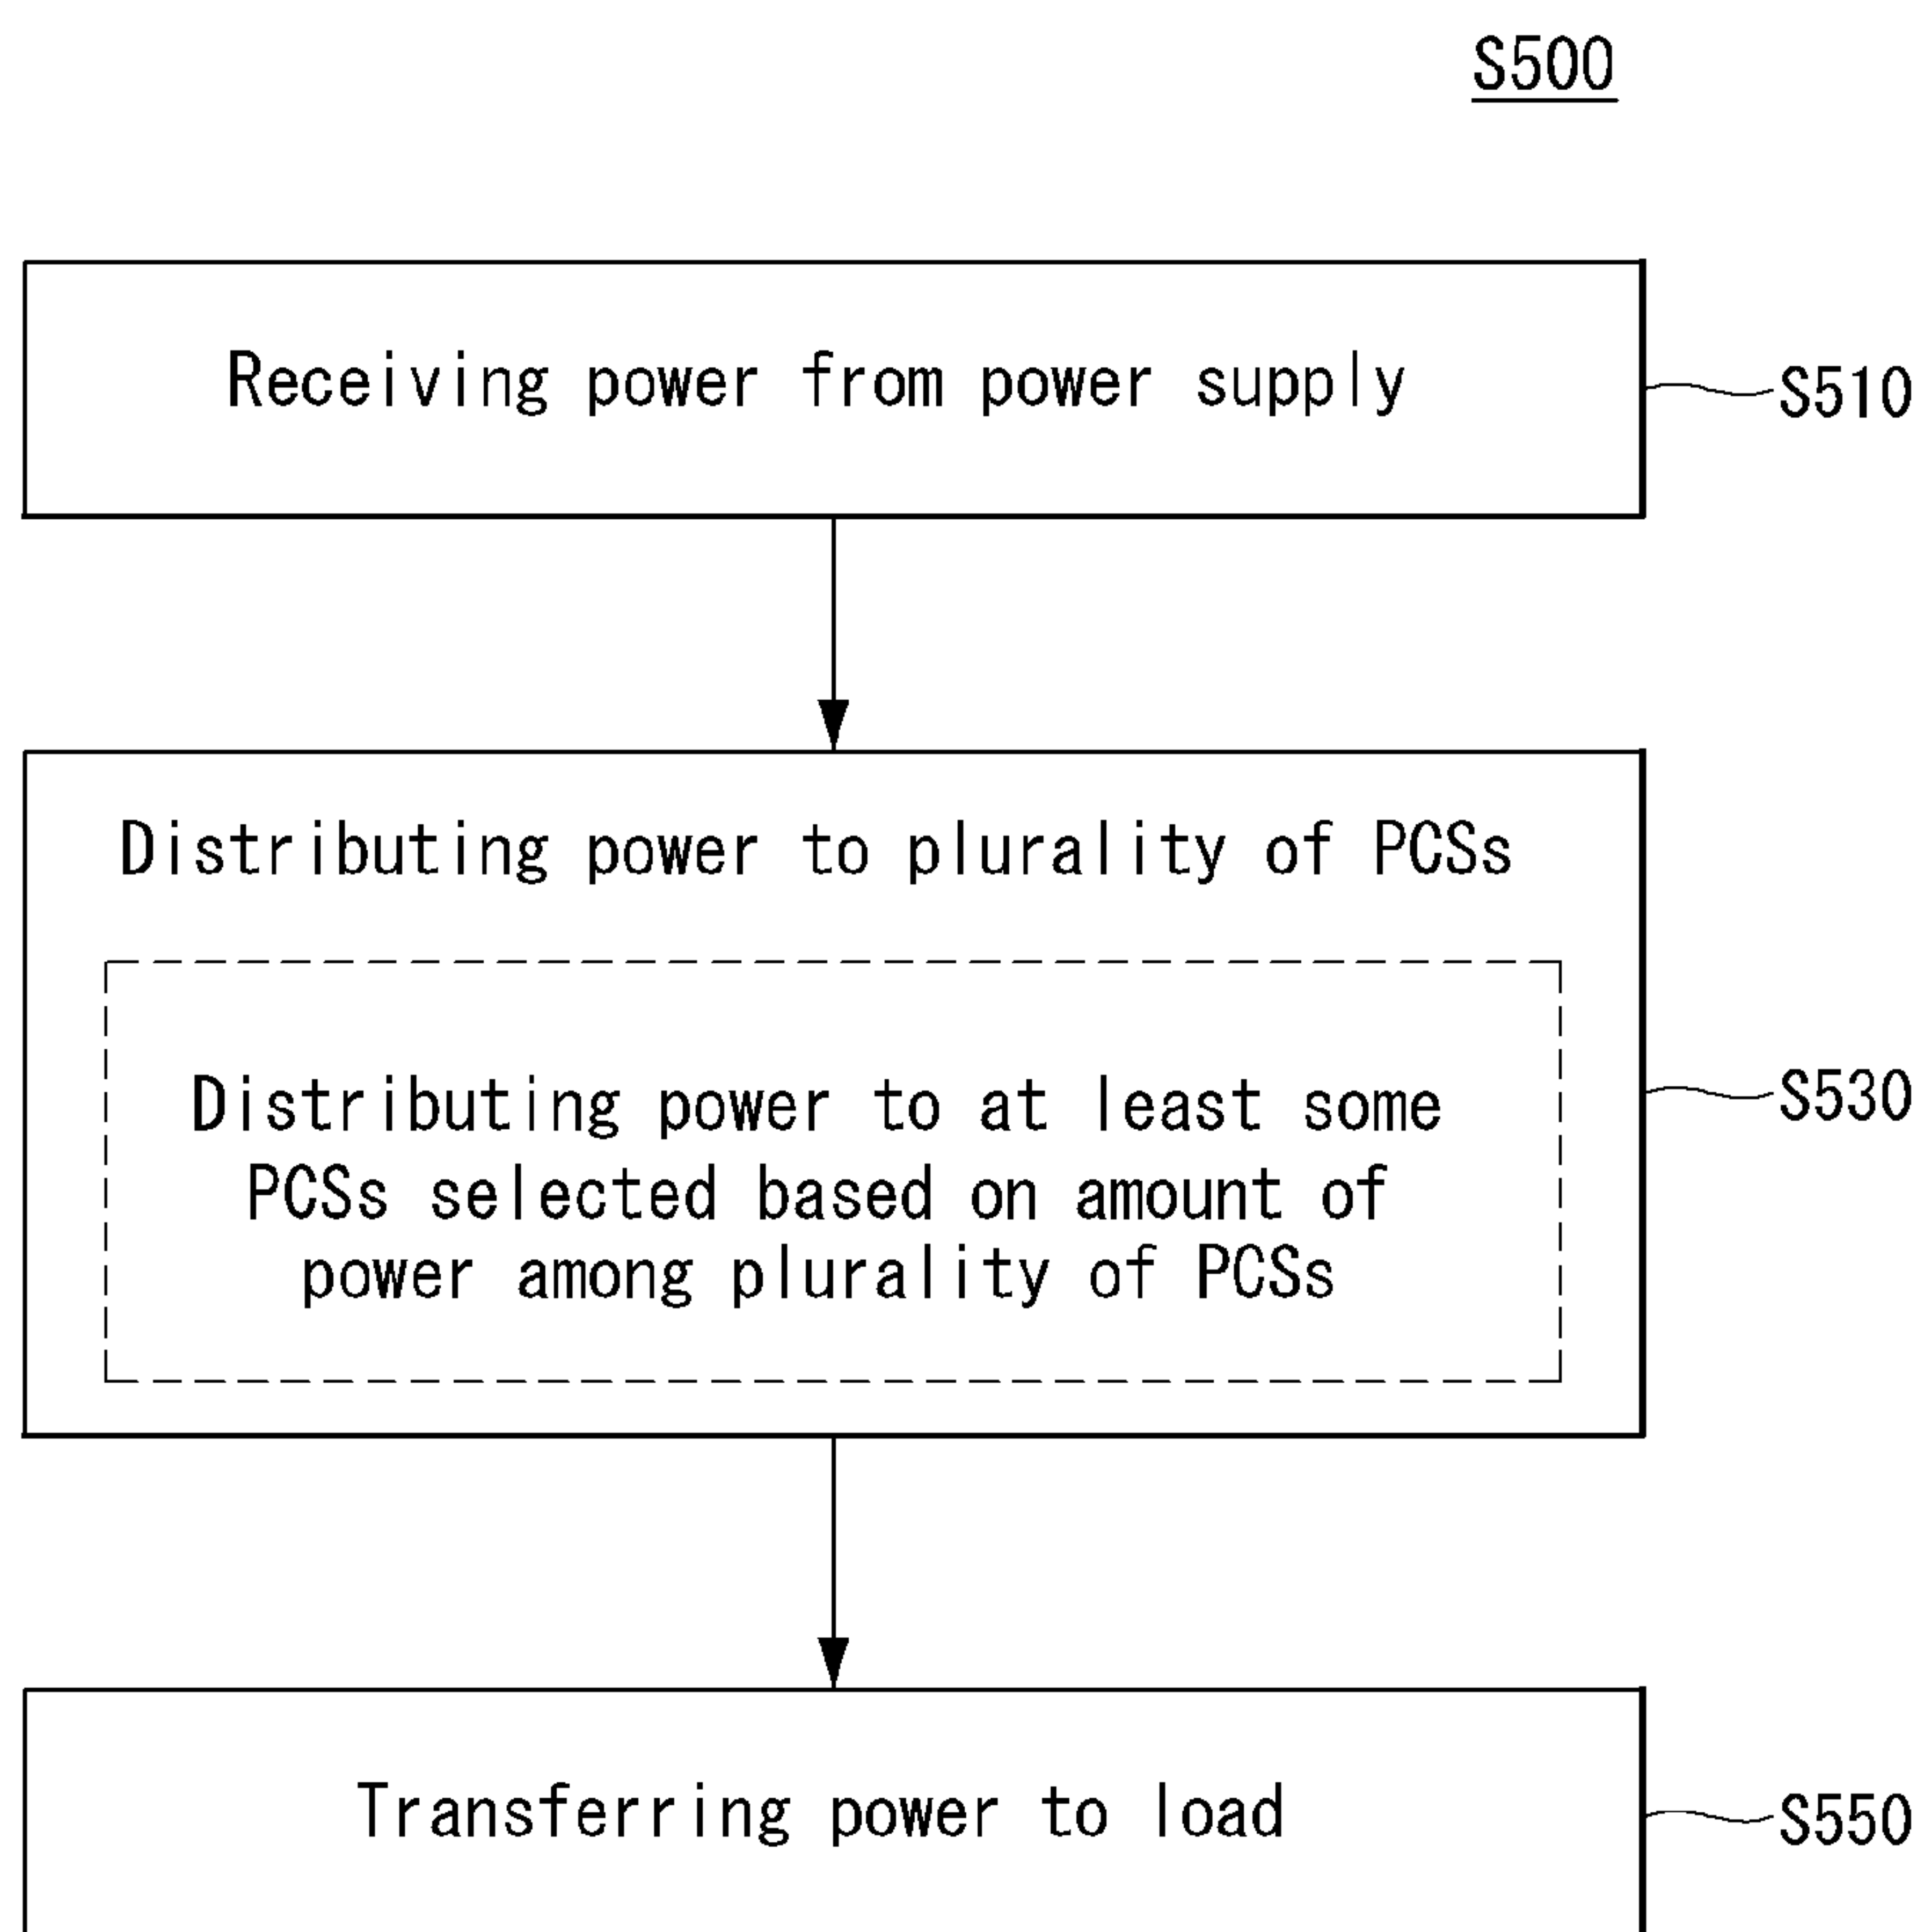 S500
Receiving power from power supply
S510
Distributing power to plurality of PCSs
Distributing power to at least some
PCSs selected based on amount of
power among plurality of PCSs
S530
Transferring power to load
S550